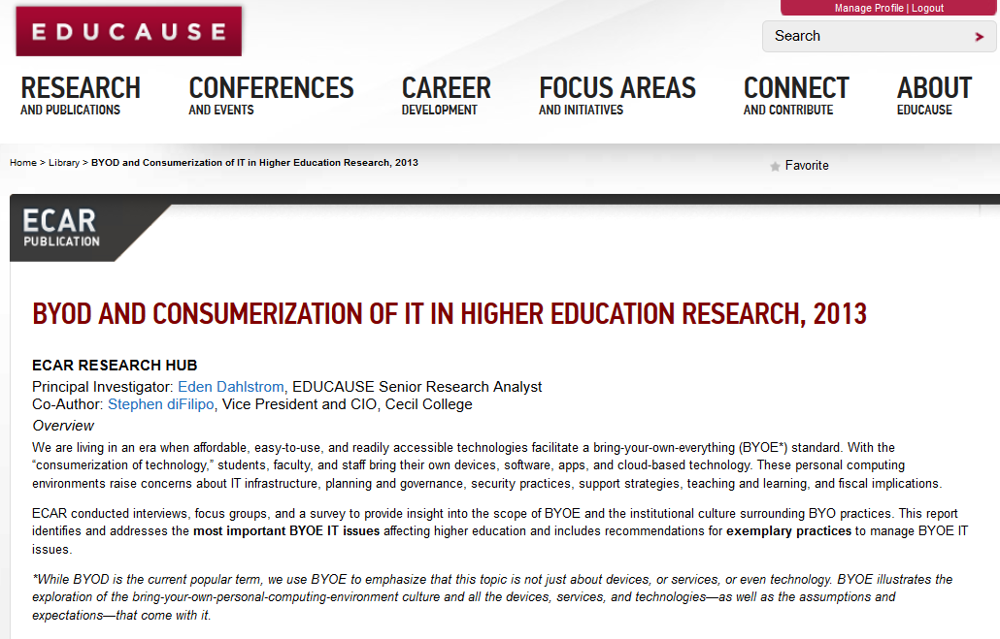 EDUCAUSE
Manage Profile | Logout
Search
RESEARCH
AND PUBLICATIONS
CONFERENCES
AND EVENTS
CAREER
DEVELOPMENT
FOCUS AREAS
AND INITIATIVES
CONNECT
AND CONTRIBUTE
ABOUT
EDUCAUSE
Home > Library > BYOD and Consumerization of IT in Higher Education Research, 2013
Favorite
ECAR
PUBLICATION
BYOD AND CONSUMERIZATION OF IT IN HIGHER EDUCATION RESEARCH, 2013
ECAR RESEARCH HUB
Principal Investigator: Eden Dahlstrom, EDUCAUSE Senior Research Analyst
Co-Author: Stephen diFilipo, Vice President and CIO, Cecil College
Overview
We are living in an era when affordable, easy-to-use, and readily accessible technologies facilitate a bring-your-own-everything (BYOE*) standard. With the
“consumerization of technology,” students, faculty, and staff bring their own devices, software, apps, and cloud-based technology. These personal computing
environments raise concerns about IT infrastructure, planning and governance, security practices, support strategies, teaching and learning, and fiscal implications.
ECAR conducted interviews, focus groups, and a survey to provide insight into the scope of BYOE and the institutional culture surrounding BYO practices. This report
identifies and addresses the most important BYOE IT issues affecting higher education and includes recommendations for exemplary practices to manage BYOE IT
issues.
*While BYOD is the current popular term, we use BYOE to emphasize that this topic is not just about devices, or services, or even technology. BYOE illustrates the
exploration of the bring-your-own-personal-computing-environment culture and all the devices, services, and technologies—as well as the assumptions and
expectations—that come with it.